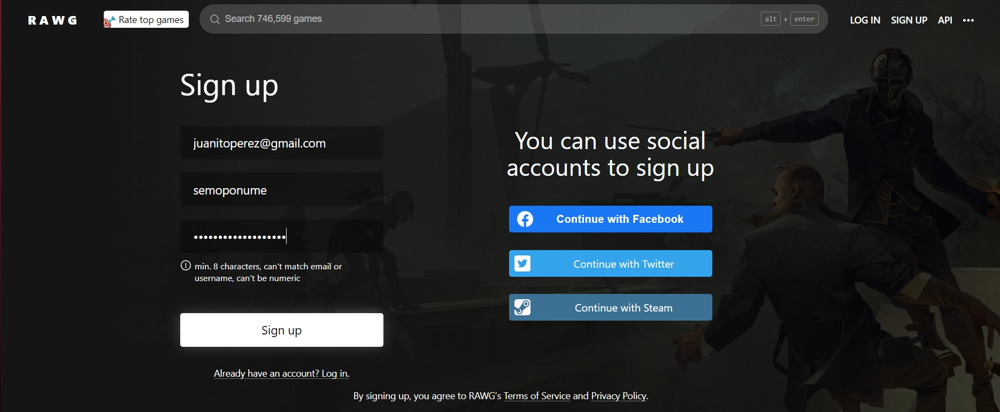 RAWG
Rate top games
Search 746,599 games
alt + enter
LOG IN
SIGN UP
API
Sign up
juanitoperez@gmail.com
semoponume
•••••••••••••••••••
min. 8 characters, can't match email or
username, can't be numeric
Sign up
Already have an account? Log in.
You can use social
accounts to sign up
Continue with Facebook
Continue with Twitter
Continue with Steam
By signing up, you agree to RAWG’s Terms of Service and Privacy Policy.